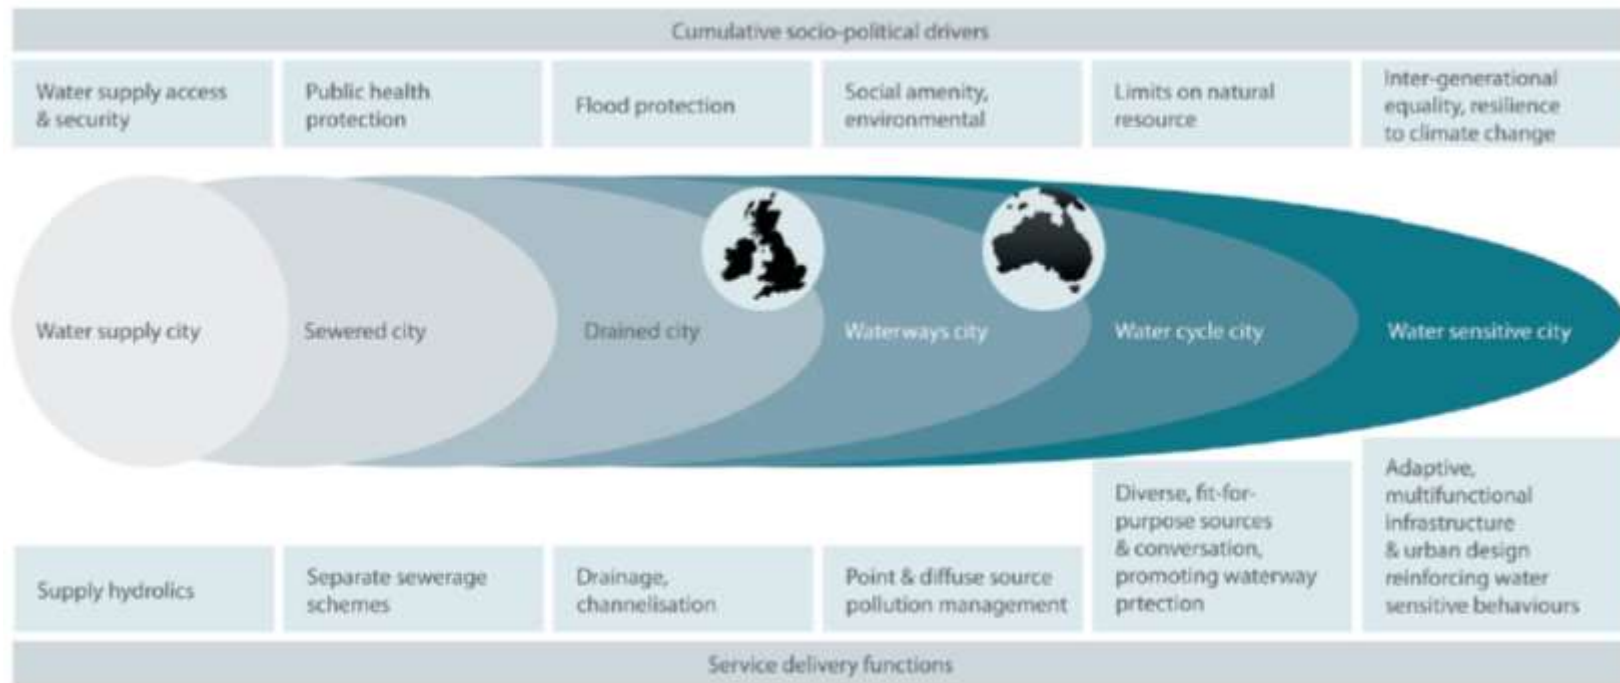 Cumulative socio-political drivers
Water supply access
& security
Public health
protection
Flood protection
Social amenity,
environmental
Limits on natural
resource
Inter-generational
equality, resilience
to climate change
Water supply city
Sewered city
Drained city
Waterways city
Water cycle city
Water sensitive city
Supply hydrolics
Separate sewerage
schemes
Drainage,
channelisation
Point & diffuse source
pollution management
Diverse, fit-for-
purpose sources
& conversation,
promoting waterway
prtection
Adaptive,
multifunctional
infrastructure
& urban design
reinforcing water
sensitive behaviours
Service delivery functions